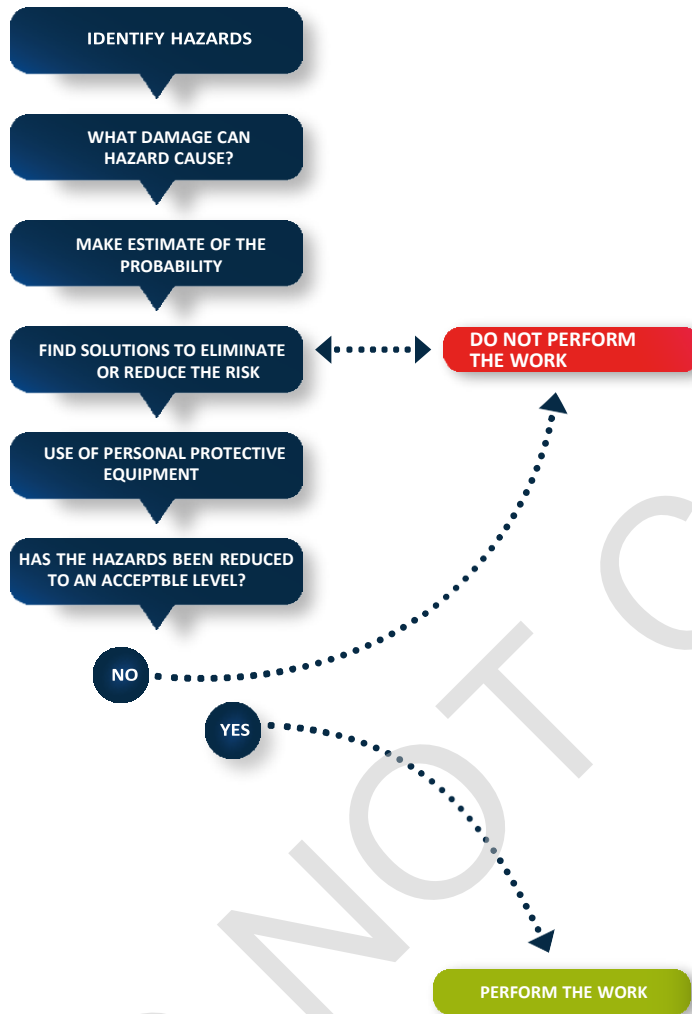 IDENTIFY HAZARDS
WHAT DAMAGE CAN
HAZARD CAUSE?
MAKE ESTIMATE OF THE
PROBABILITY
FIND SOLUTIONS TO ELIMINATE
OR REDUCE THE RISK
DO NOT PERFORM
THE WORK
USE OF PERSONAL PROTECTIVE
EQUIPMENT
HAS THE HAZARDS BEEN REDUCED
TO AN ACCEPTBLE LEVEL?
NO
YES
PERFORM THE WORK
NOT